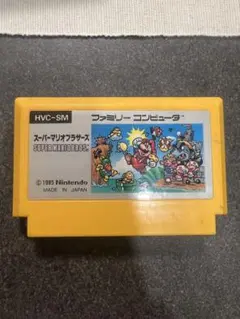 HVC-SM
ファミリー コンピュータ
スーパーマリオブラザーズ
SUPER MARIO BROS.
© 1985 Nintendo
MADE IN JAPAN